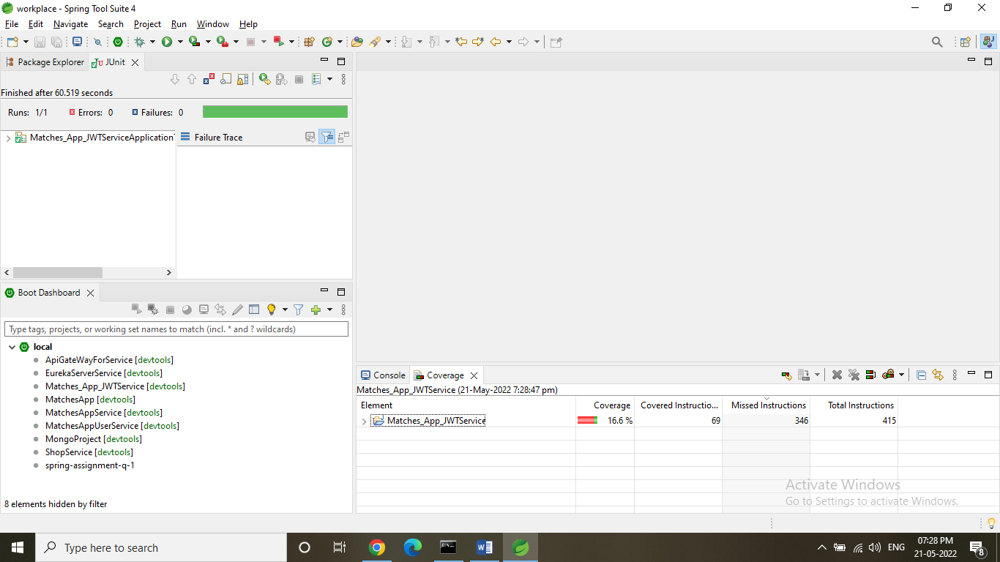 workplace - Spring Tool Suite 4
File Edit Navigate Search Project Run Window Help
Package Explorer
JUnit
Finished after 60.519 seconds
Runs: 1/1 Errors: 0 Failures: 0
Matches_App_JWTServiceApplication
Failure Trace
Boot Dashboard
Type tags, projects, or working set names to match (incl. * and ? wildcards)
local
ApiGateWayForService [devtools]
EurekaServerService [devtools]
Matches_App_JWTService [devtools]
MatchesApp [devtools]
MatchesAppService [devtools]
MatchesAppUserService [devtools]
MongoProject [devtools]
ShopService [devtools]
spring-assignment-q-1
8 elements hidden by filter
Console
Coverage
Matches_App_JWTService (21-May-2022 7:28:47 pm)
Element Coverage Covered Instructio... Missed Instructions Total Instructions
Matches_App_JWTService 16.6 % 69 346 415
Activate Windows
Go to Settings to activate Windows.
Type here to search
ENG
07:28 PM
21-05-2022
8